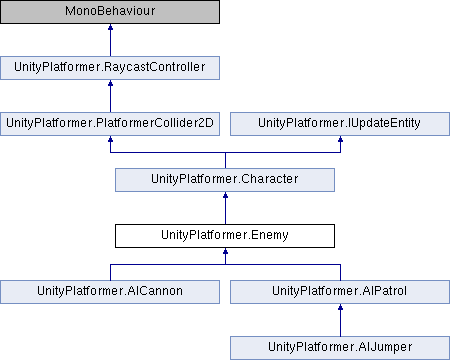 MonoBehaviour
UnityPlatformer.RaycastController
UnityPlatformer.PlatformerCollider2D
UnityPlatformer.IUpdateEntity
UnityPlatformer.Character
UnityPlatformer.Enemy
UnityPlatformer.AICannon
UnityPlatformer.AIPatrol
UnityPlatformer.AIJumper